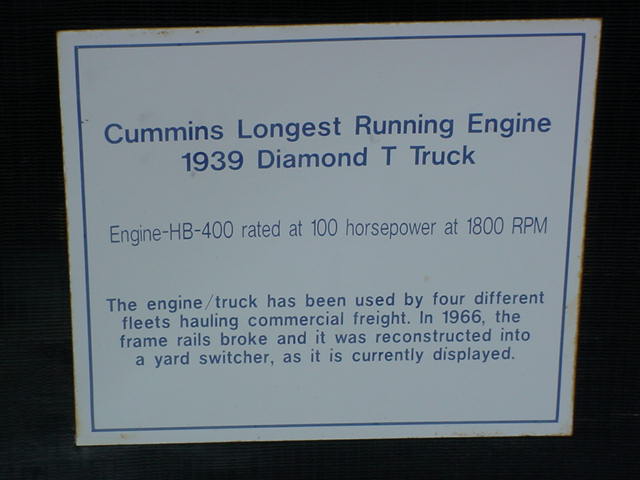 Cummins Longest Running Engine
1939 Diamond T Truck
Engine-HB-400 rated at 100 horsepower at 1800 RPM
The engine/truck has been used by four different
fleets hauling commercial freight. In 1966, the
frame rails broke and it was reconstructed into
a yard switcher, as it is currently displayed.